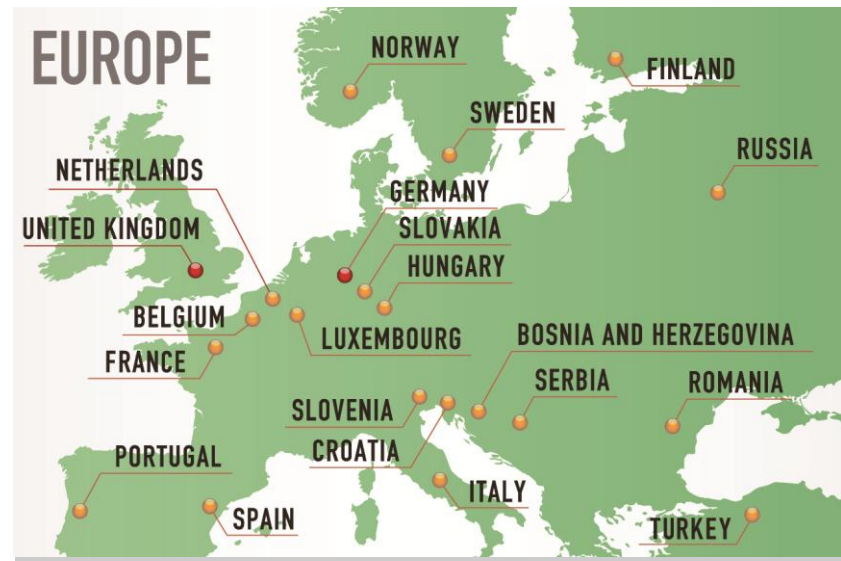 EUROPE
NORWAY
FINLAND
SWEDEN
RUSSIA
NETHERLANDS
GERMANY
UNITED KINGDOM
SLOVAKIA
HUNGARY
BELGIUM
LUXEMBOURG
BOSNIA AND HERZEGOVINA
FRANCE
SERBIA
ROMANIA
SLOVENIA
CROATIA
PORTUGAL
ITALY
SPAIN
TURKEY